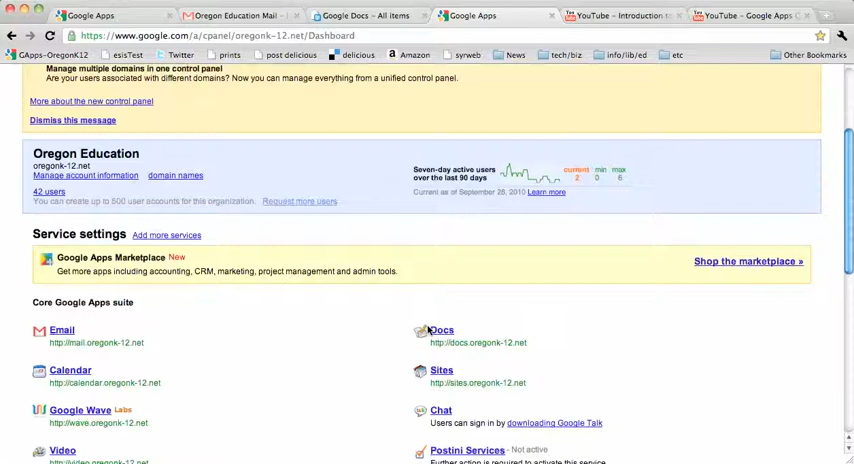 Google Apps
Oregon Education Mail -
Google Docs - All items
Google Apps
YouTube - Introduction to
YouTube - Google Apps
https://www.google.com/a/cpanel/oregonk-12.net/Dashboard
GApps-OregonK12 esisTest Twitter prints post delicious delicious Amazon syrweb News tech/biz info/lib/ed etc Other Bookmarks
Manage multiple domains in one control panel
Are your users associated with different domains? Now you can manage everything from a unified control panel.
More about the new control panel
Dismiss this message
Oregon Education
oregonk-12.net
Manage account information domain names
42 users
You can create up to 500 user accounts for this organization. Request more users
Seven-day active users
over the last 90 days
current min max
2 0 6
Current as of September 26, 2010 Learn more
Service settings Add more services
Google Apps Marketplace New
Get more apps including accounting, CRM, marketing, project management and admin tools.
Shop the marketplace »
Core Google Apps suite
Email
http://mail.oregonk-12.net
Docs
http://docs.oregonk-12.net
Calendar
http://calendar.oregonk-12.net
Sites
http://sites.oregonk-12.net
Google Wave Labs
http://wave.oregonk-12.net
Chat
Users can sign in by downloading Google Talk
Video
http://video.oregonk-12.net
Postini Services - Not active
Further action is required to activate this service